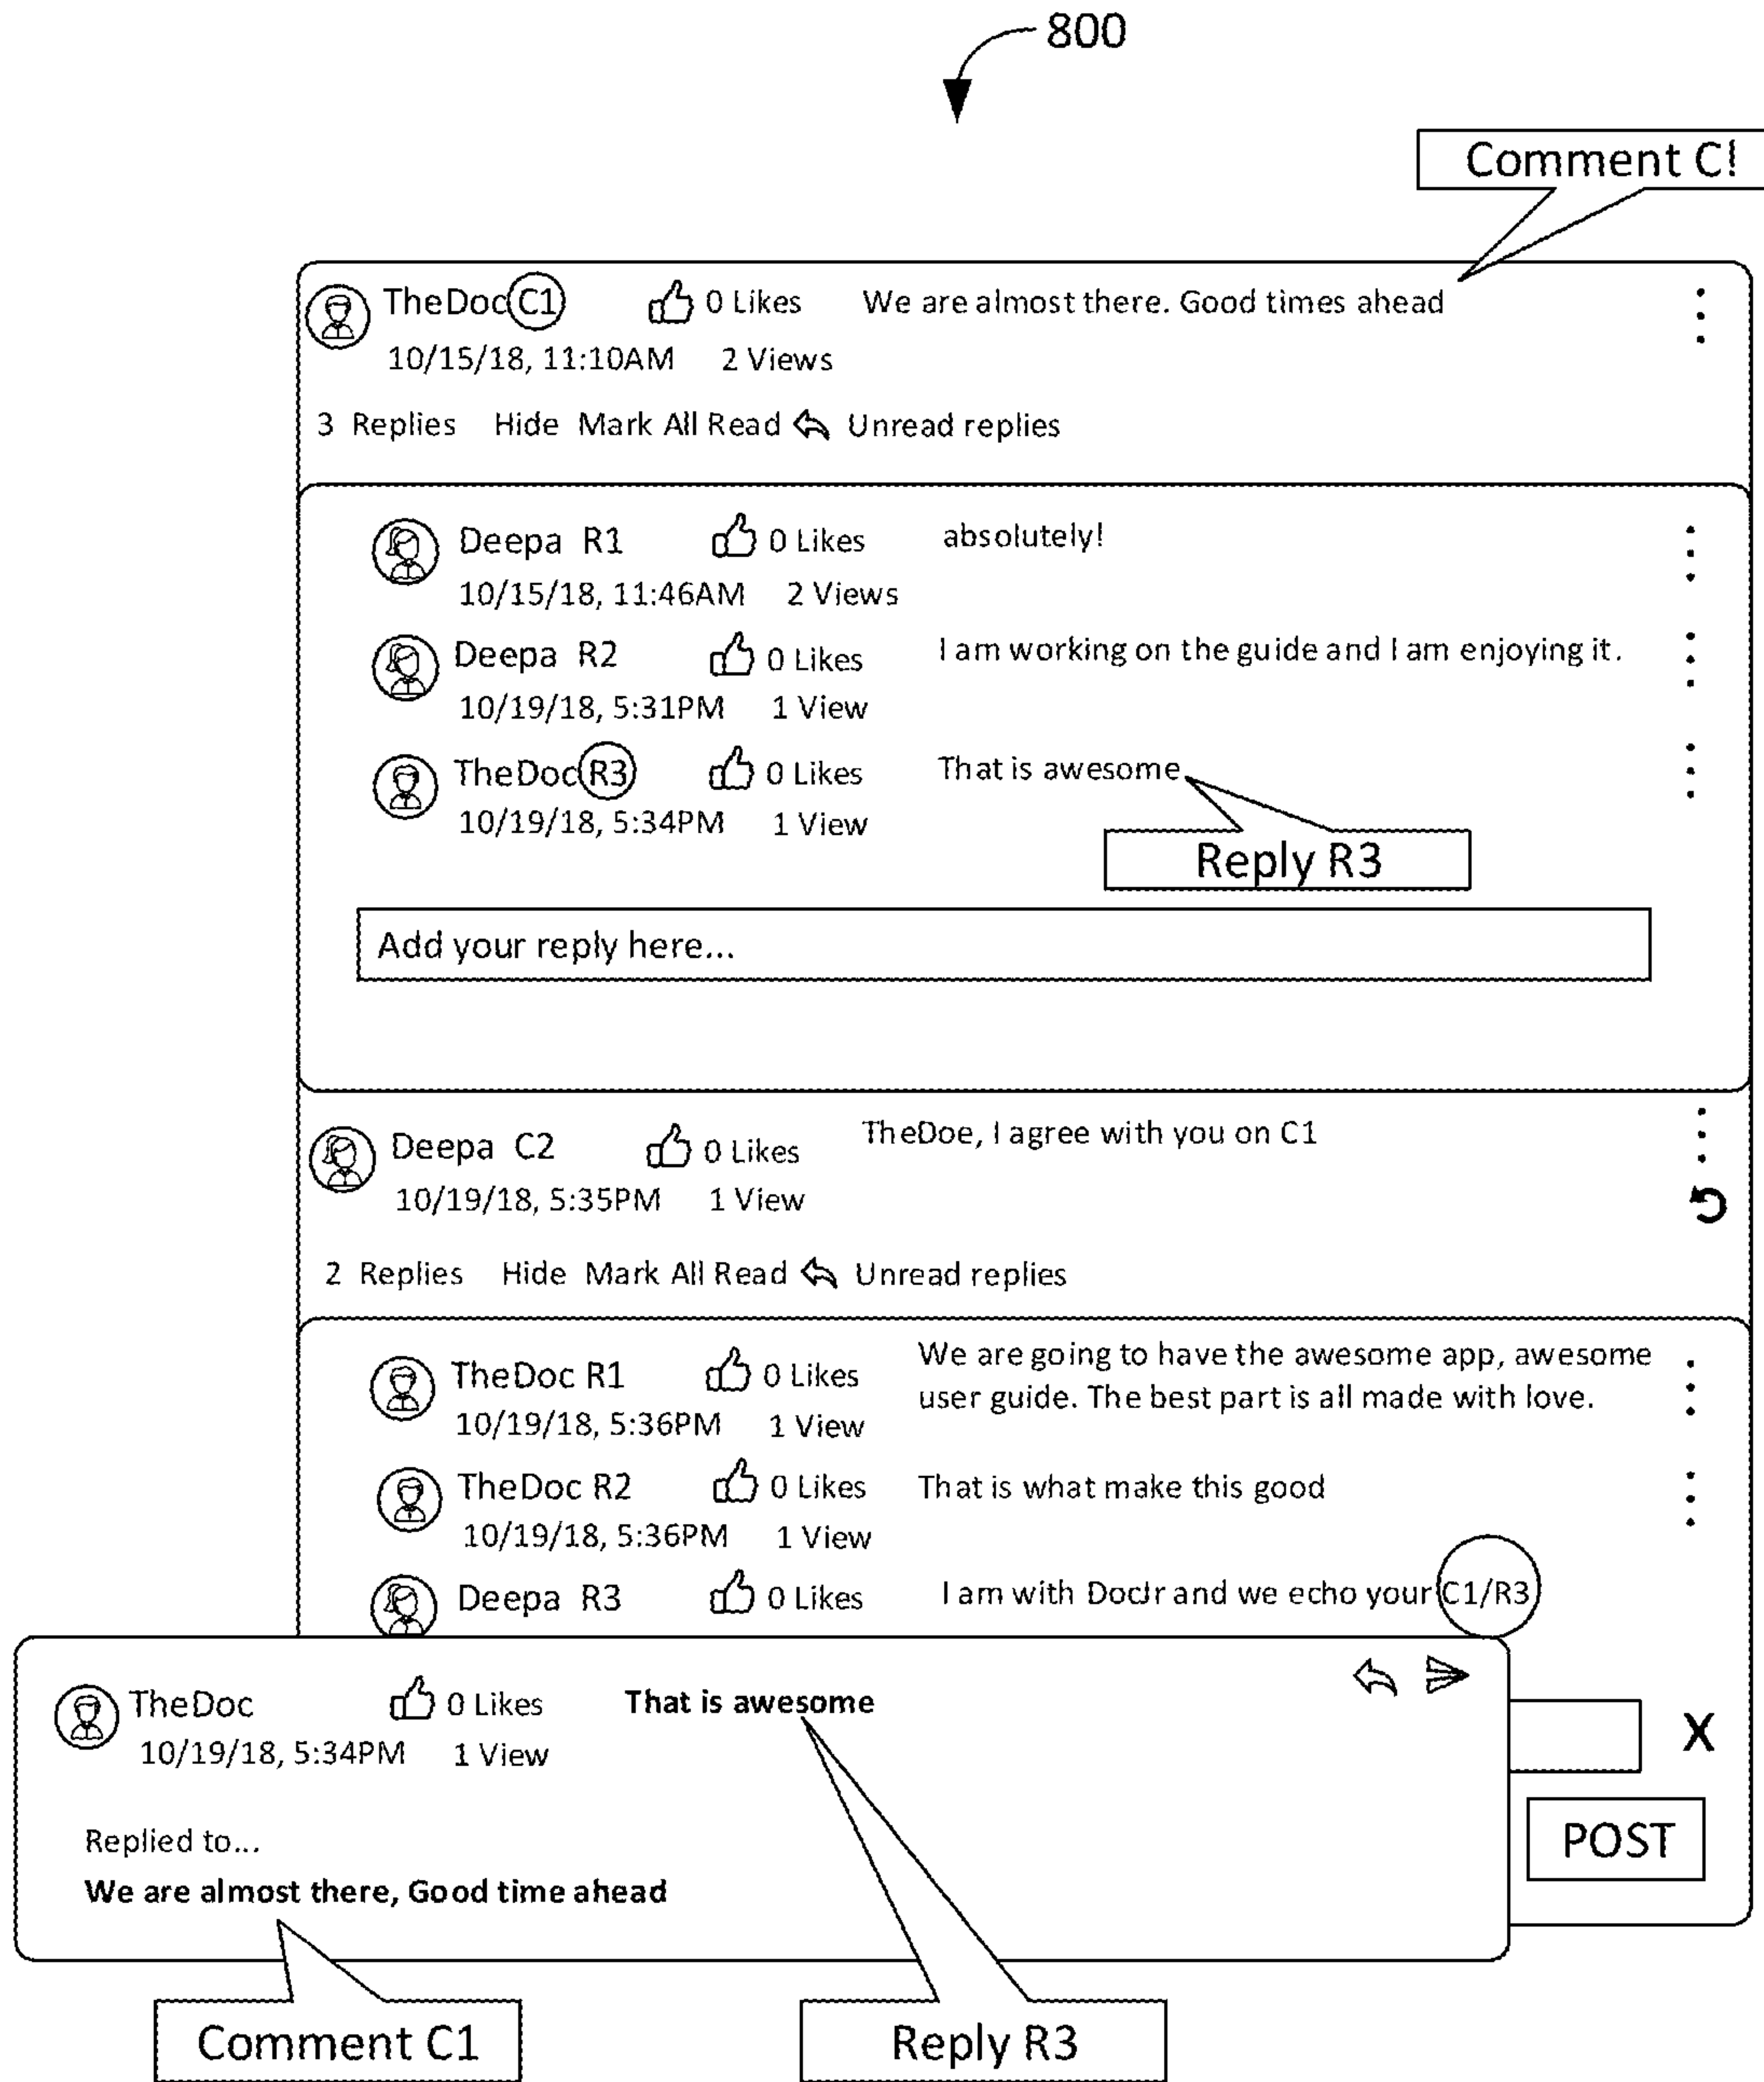 800
Comment C!
TheDoc C1 0 Likes We are almost there. Good times ahead
10/15/18, 11:10AM 2 Views
3 Replies Hide Mark All Read Unread replies
Deepa R1 0 Likes absolutely!
10/15/18, 11:46AM 2 Views
Deepa R2 0 Likes I am working on the guide and I am enjoying it.
10/19/18, 5:31PM 1 View
TheDoc R3 0 Likes That is awesome
10/19/18, 5:34PM 1 View
Reply R3
Add your reply here...
Deepa C2 0 Likes TheDoe, I agree with you on C1
10/19/18, 5:35PM 1 View
2 Replies Hide Mark All Read Unread replies
TheDoc R1 0 Likes We are going to have the awesome app, awesome
user guide. The best part is all made with love.
10/19/18, 5:36PM 1 View
TheDoc R2 0 Likes That is what make this good
10/19/18, 5:36PM 1 View
Deepa R3 0 Likes I am with DocJr and we echo your C1/R3
TheDoc 0 Likes That is awesome
10/19/18, 5:34PM 1 View
X
Replied to...
POST
We are almost there, Good time ahead
Comment C1
Reply R3